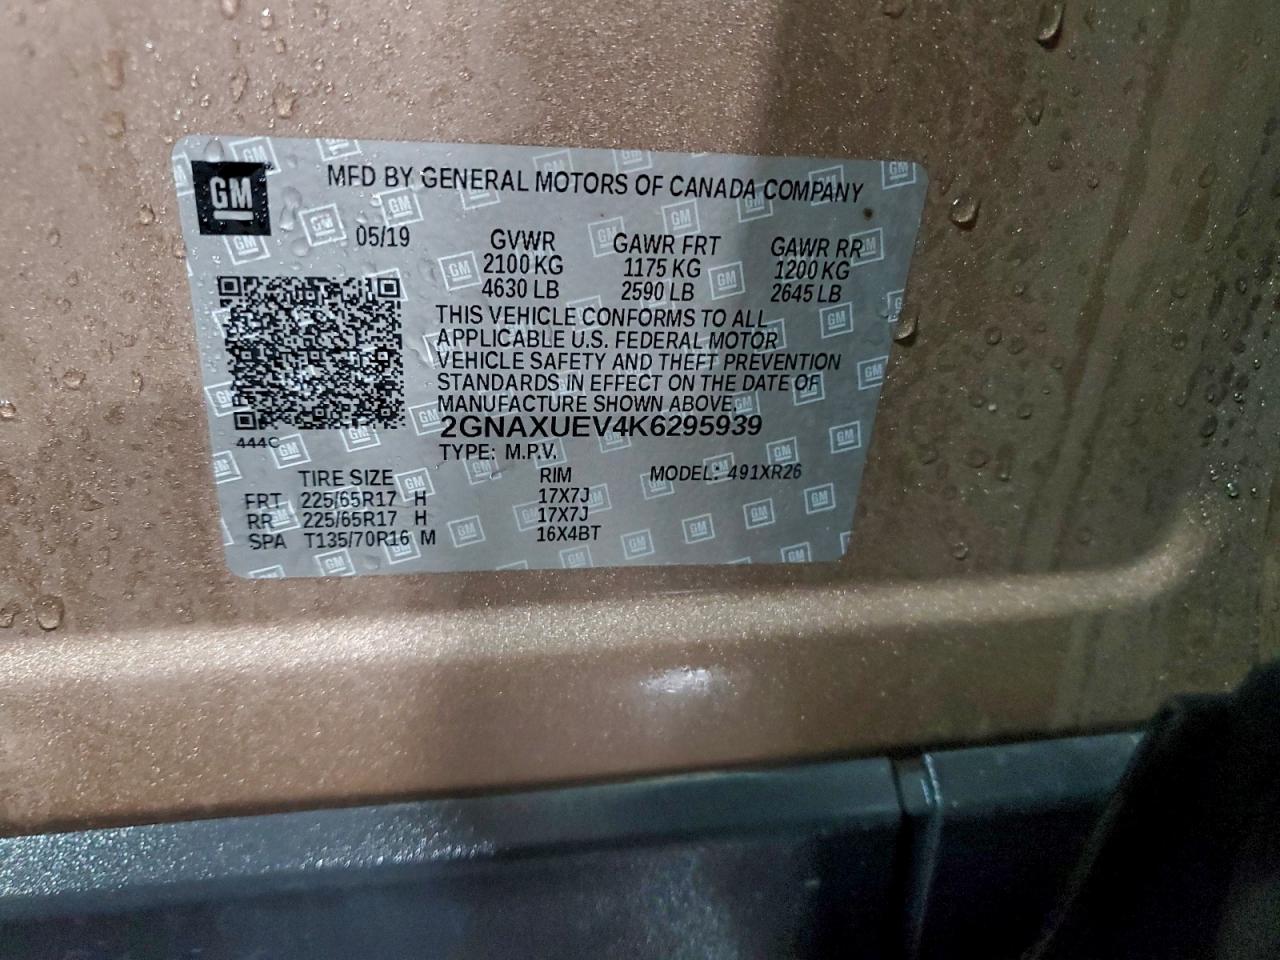 GM
MFD BY GENERAL MOTORS OF CANADA COMPANY
05/19 GVWR GAWR FRT GAWR RR
2100 KG 1175 KG 1200 KG
4630 LB 2590 LB 2645 LB
THIS VEHICLE CONFORMS TO ALL
APPLICABLE U.S. FEDERAL MOTOR
VEHICLE SAFETY AND THEFT PREVENTION
STANDARDS IN EFFECT ON THE DATE OF
MANUFACTURE SHOWN ABOVE.
2GNAXUEV4K6295939
444C
TYPE: M.P.V.
TIRE SIZE RIM MODEL: 491XR26
FRT 225/65R17 H 17X7J
RR 225/65R17 H 17X7J
SPA T135/70R16 M 16X4BT